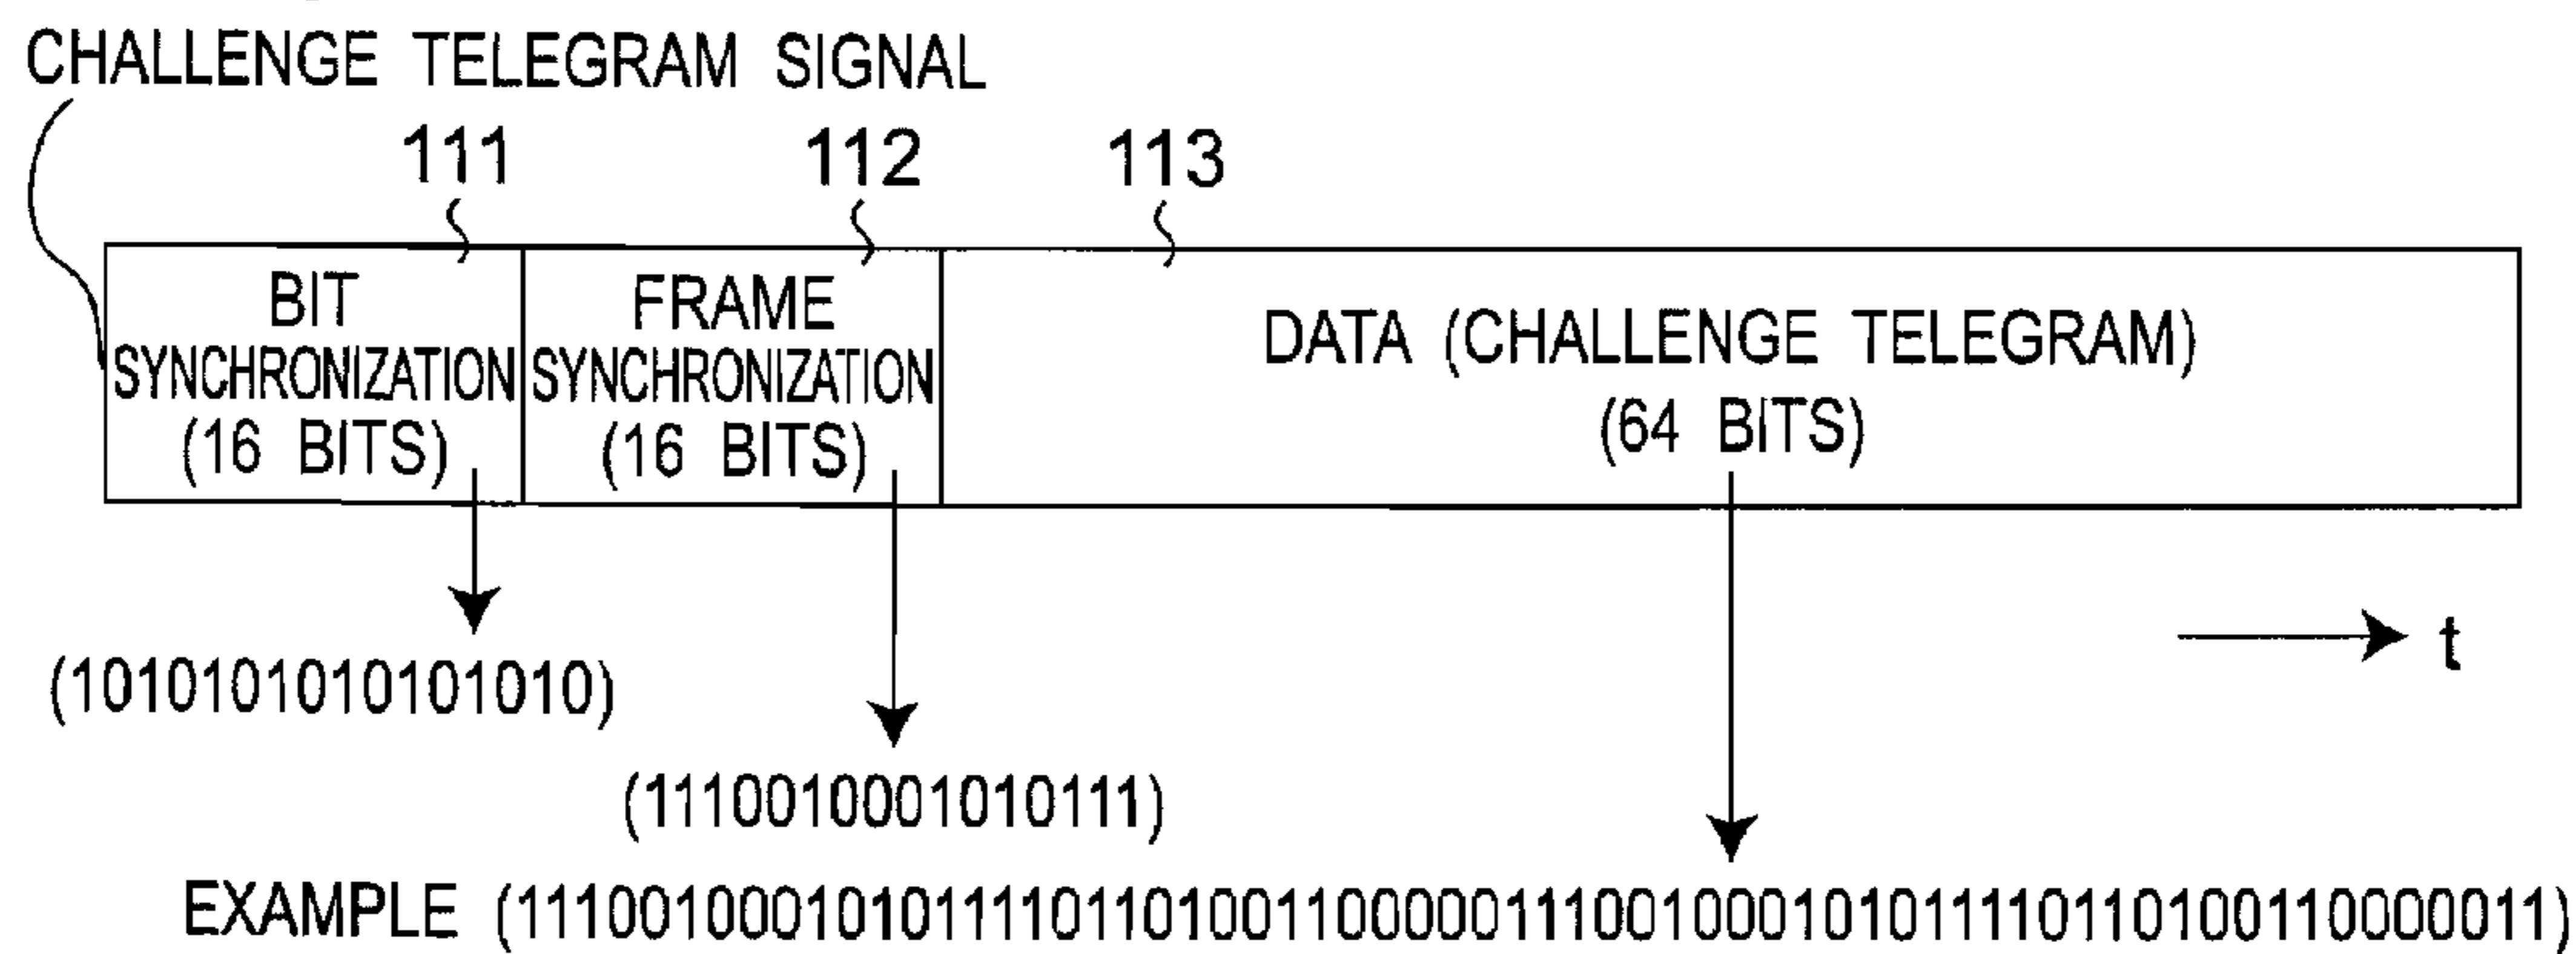 CHALLENGE TELEGRAM SIGNAL
111 112 113
BIT SYNCHRONIZATION (16 BITS)
FRAME SYNCHRONIZATION (16 BITS)
DATA (CHALLENGE TELEGRAM)
(64 BITS)
t
(1010101010101010)
(1110010001010111)
EXAMPLE (1110010001010111101101001100000111001000101011110110100110000011)